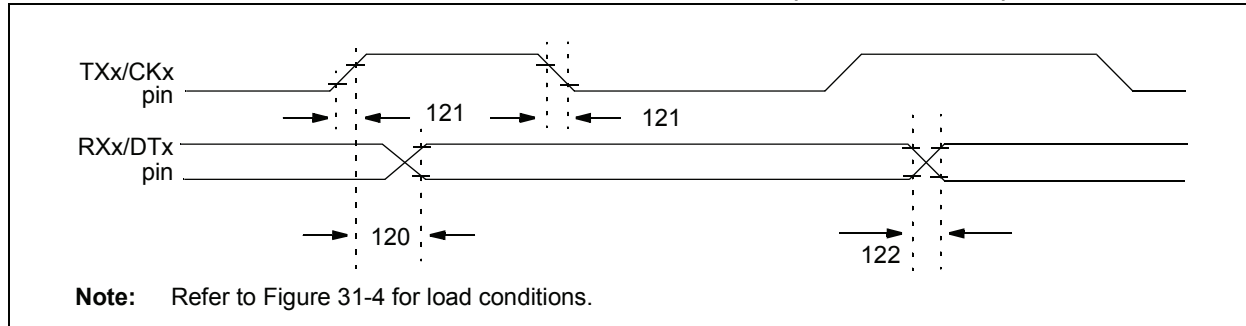 TXx/CKx
pin
121
121
RXx/DTx
pin
120
122
Note: Refer to Figure 31-4 for load conditions.